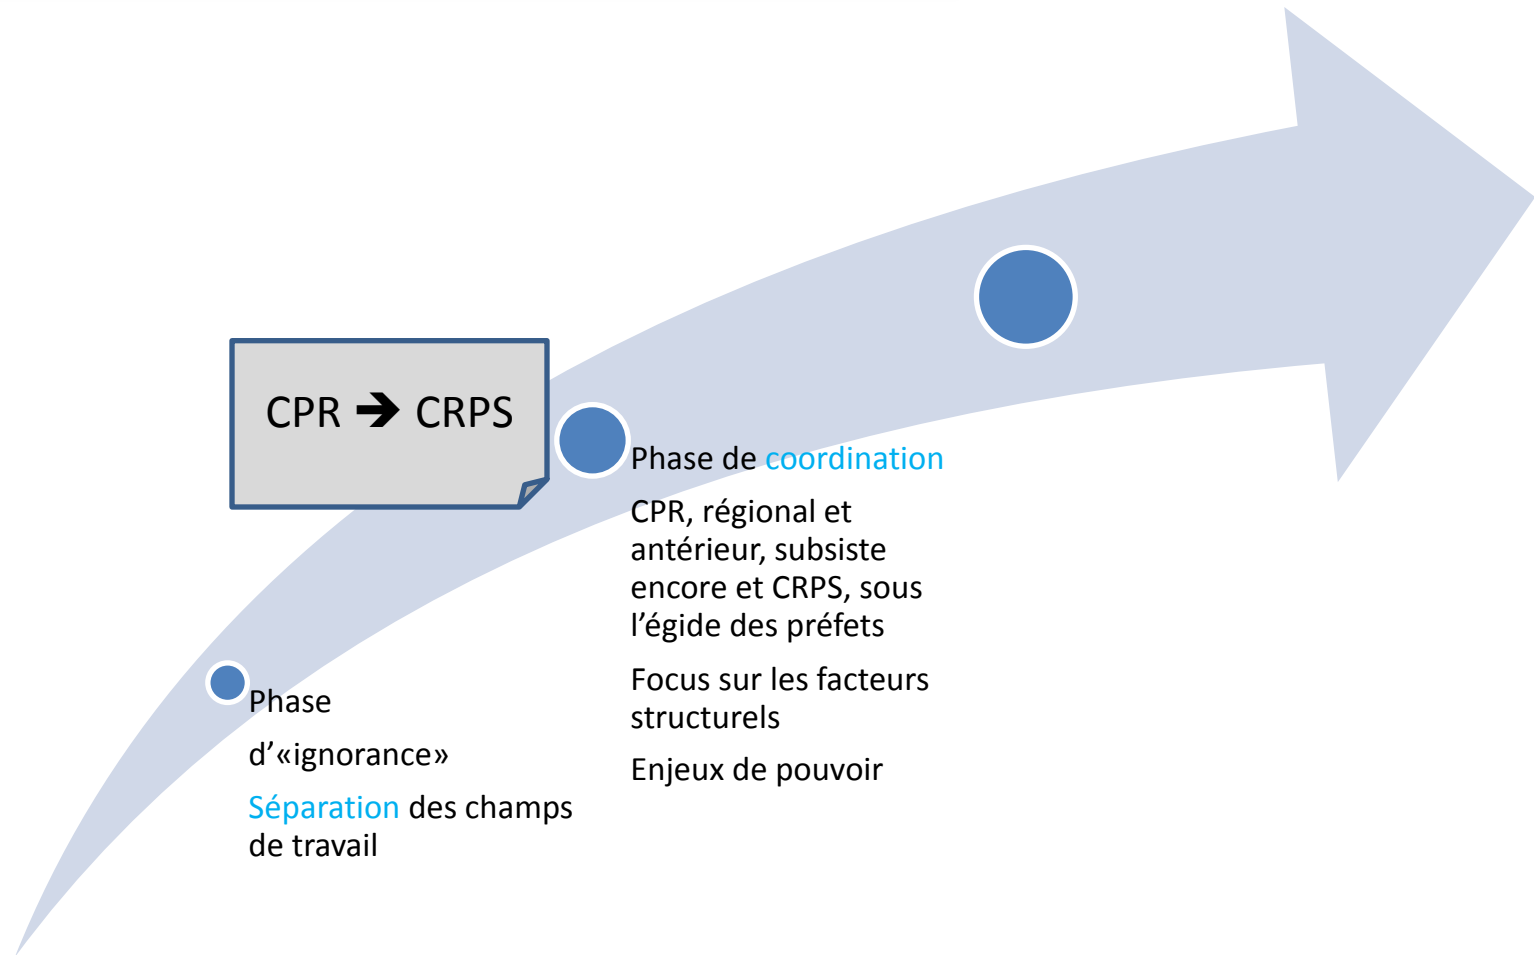 CPR 🡺 CRPS
Phase de coordination
CPR, régional et
antérieur, subsiste
encore et CRPS, sous
l’égide des préfets
Focus sur les facteurs
structurels
Enjeux de pouvoir
Phase
d’«ignorance»
Séparation des champs
de travail